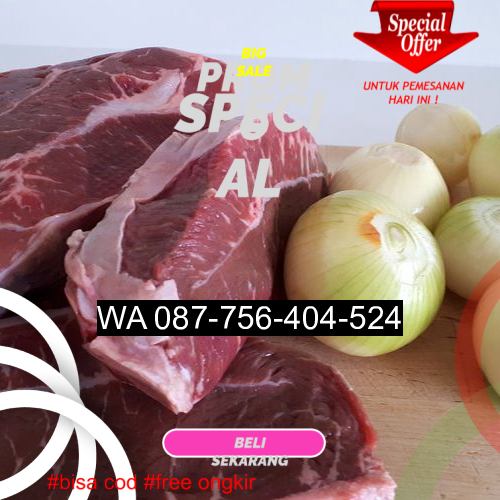 Special
Offer
UNTUK PEMESANAN
HARI INI !
BIG
SALE
SPECI
AL
WA 087-756-404-524
BELI
SEKARANG
#bisa cod #free ongkir